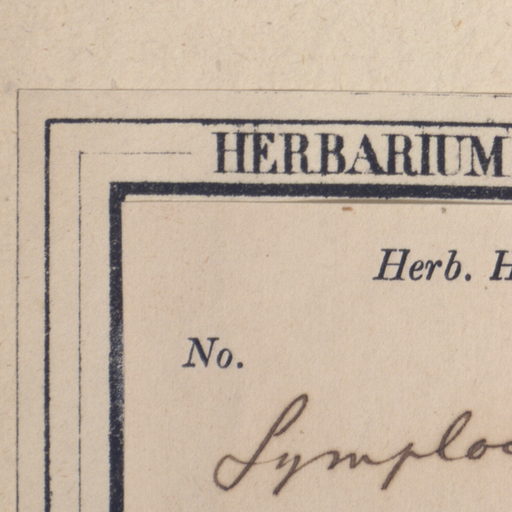 HERBARIUM
Herb. H
No.
Symploc